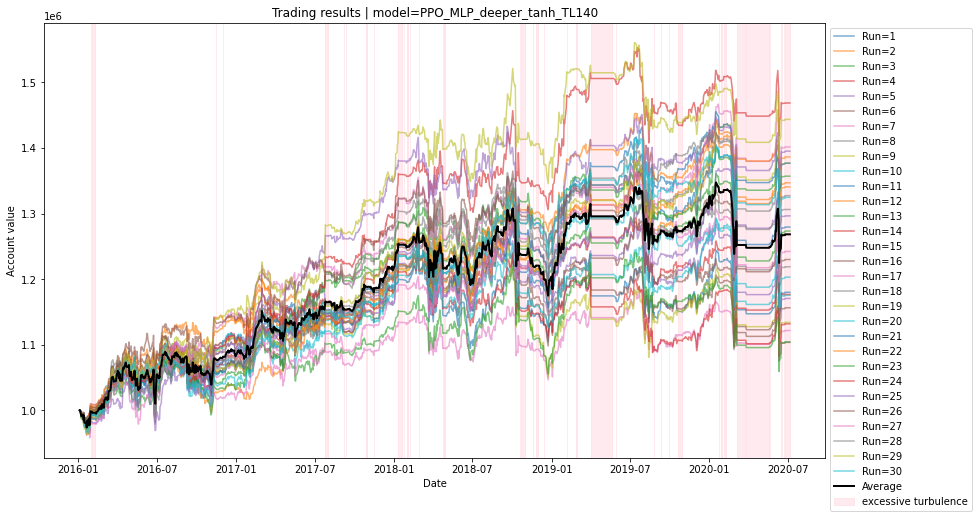 Trading results | model=PPO_MLP_deeper_tanh_TL140
1e6
1.5
1.4
1.3
1.2
1.1
1.0
Account value
2016-01 2016-07 2017-01 2017-07 2018-01 2018-07 2019-01 2019-07 2020-01 2020-07
Date
Run=1
Run=2
Run=3
Run=4
Run=5
Run=6
Run=7
Run=8
Run=9
Run=10
Run=11
Run=12
Run=13
Run=14
Run=15
Run=16
Run=17
Run=18
Run=19
Run=20
Run=21
Run=22
Run=23
Run=24
Run=25
Run=26
Run=27
Run=28
Run=29
Run=30
Average
excessive turbulence